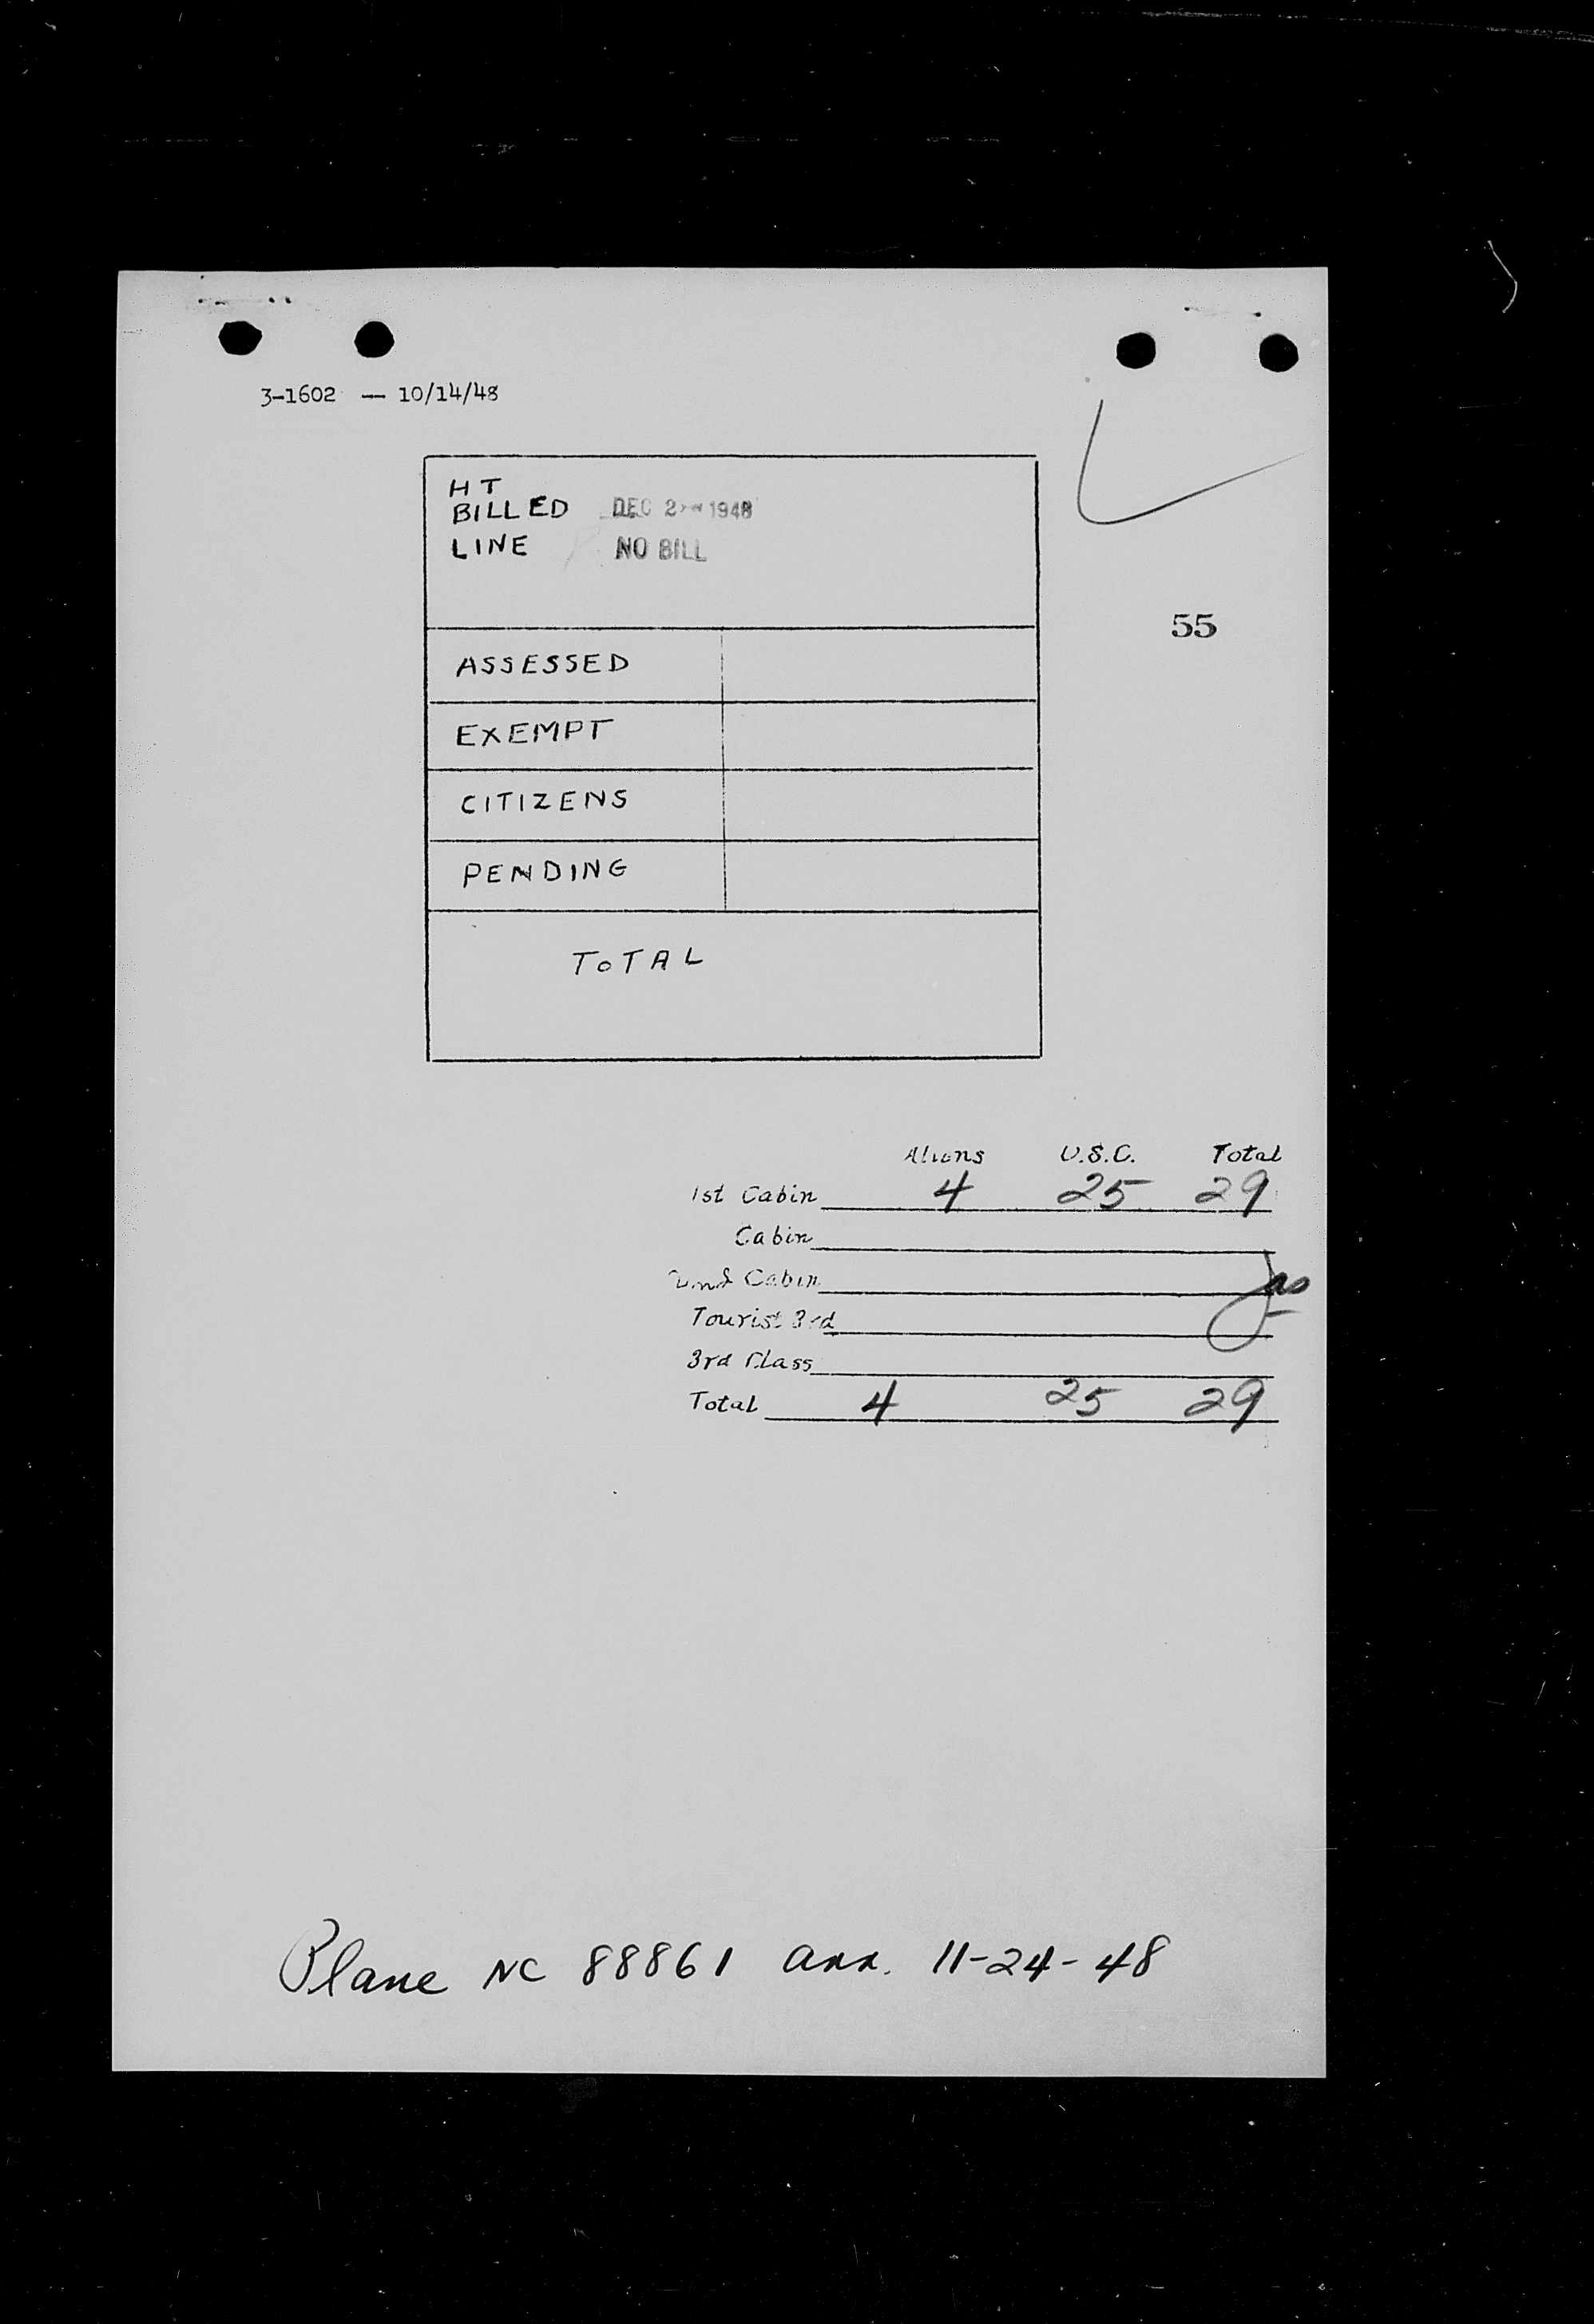 3-1602 — 10/14/48
HT
BILLED DEC 2 1948
LINE NO BILL
55
ASSESSED
EXEMPT
CITIZENS
PENDING
TOTAL
Aliens U.S.C. Total
1st Cabin 4 25 29
Cabin
2nd Cabin
Tourist 3rd
3rd Class
Total 4 25 29
Plane NC 88861 arr. 11-24-48